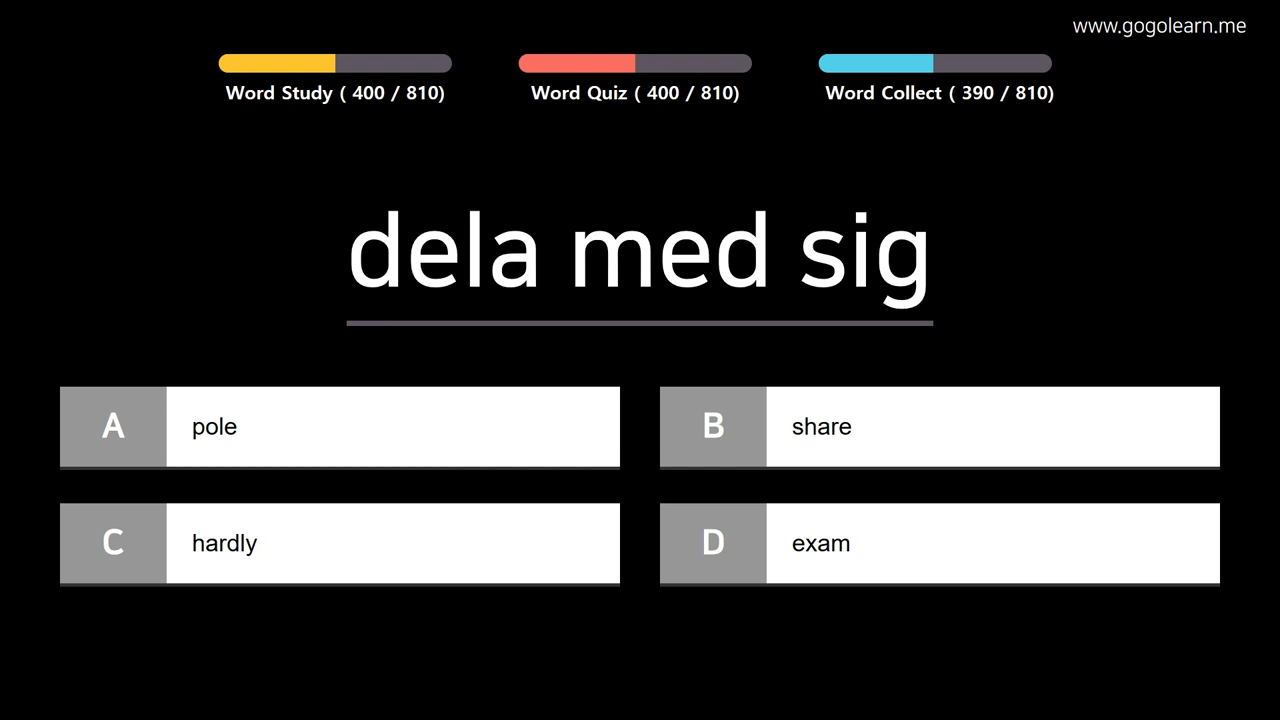 www.gogolearn.me
Word Study ( 400 / 810)
Word Quiz ( 400 / 810)
Word Collect ( 390 / 810)
dela med sig
A pole
B share
C hardly
D exam